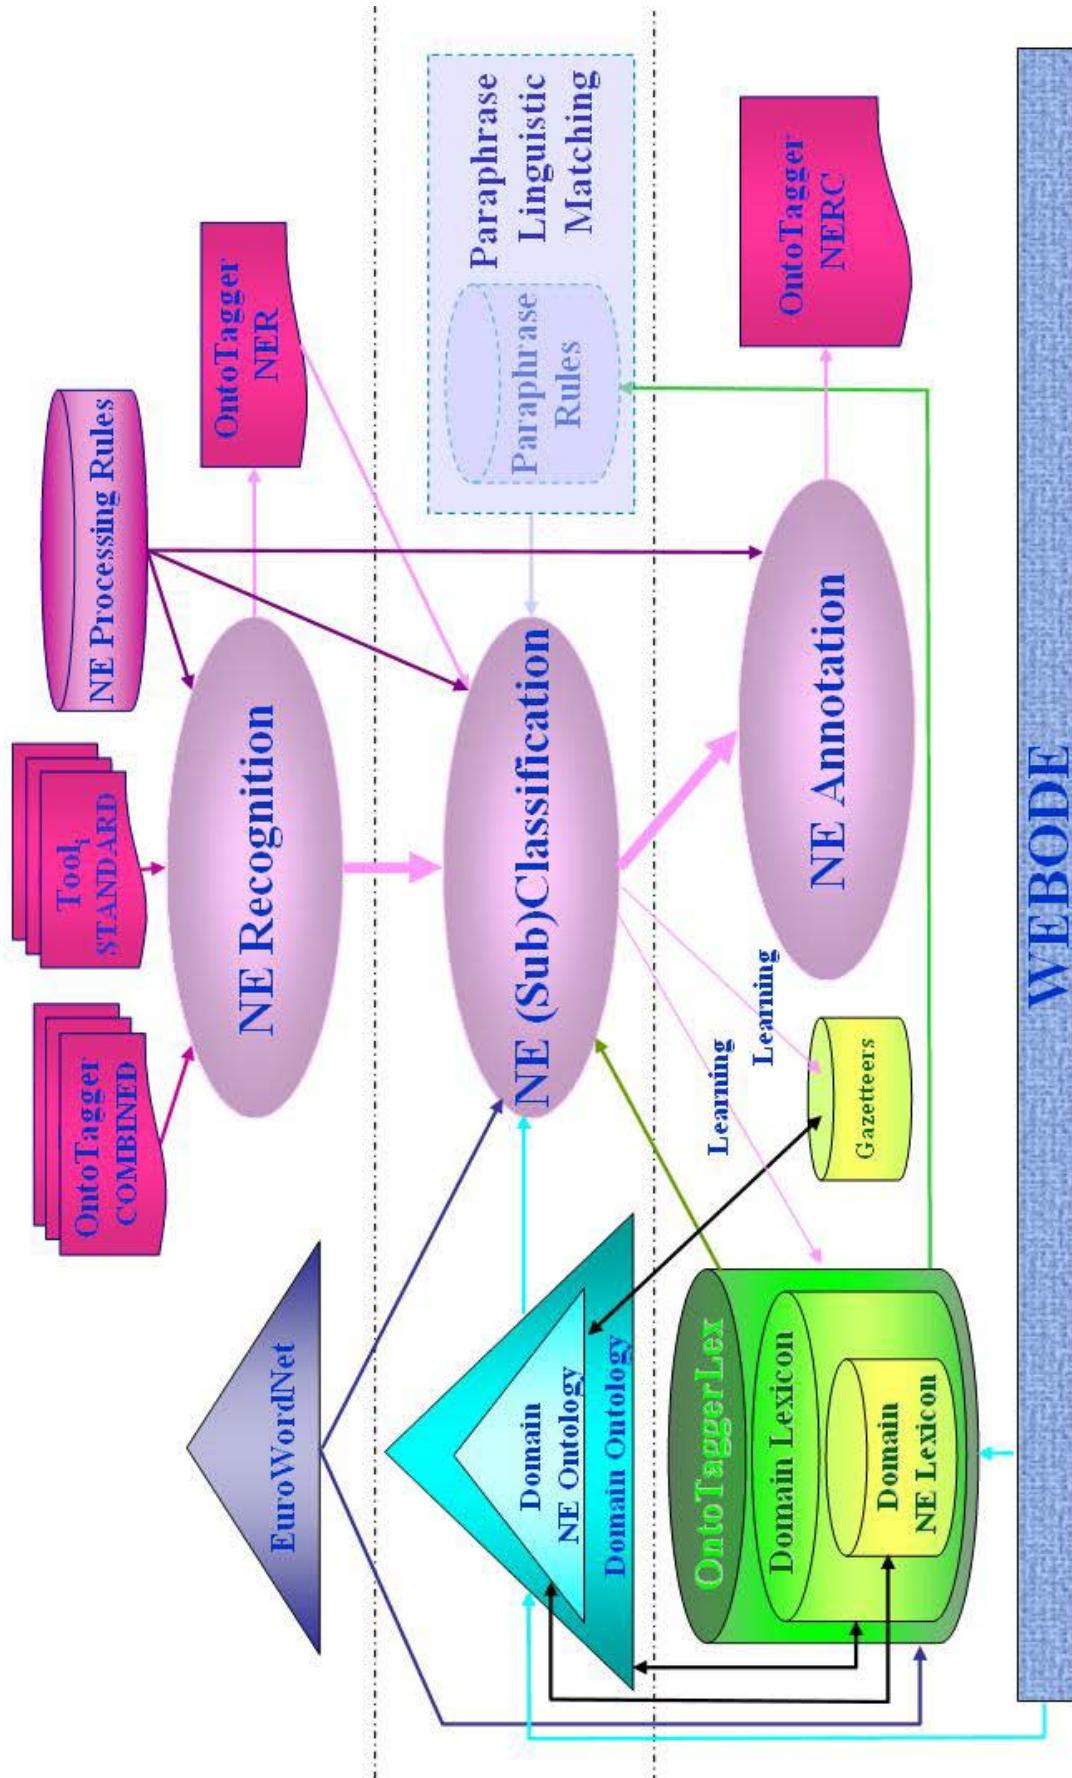 EuroWordNet
OntoTagger
COMBINED
Tool i
STANDARD
NE Processing Rules
NE Recognition
OntoTagger
NER
Domain
NE Ontology
Domain Ontology
NE (Sub)Classification
Paraphrase
Rules
Paraphrase
Linguistic
Matching
OntoTaggerLex
Domain Lexicon
Domain
NE Lexicon
Learning
Learning
Gazetteers
NE Annotation
OntoTagger
NERC
WEBODE